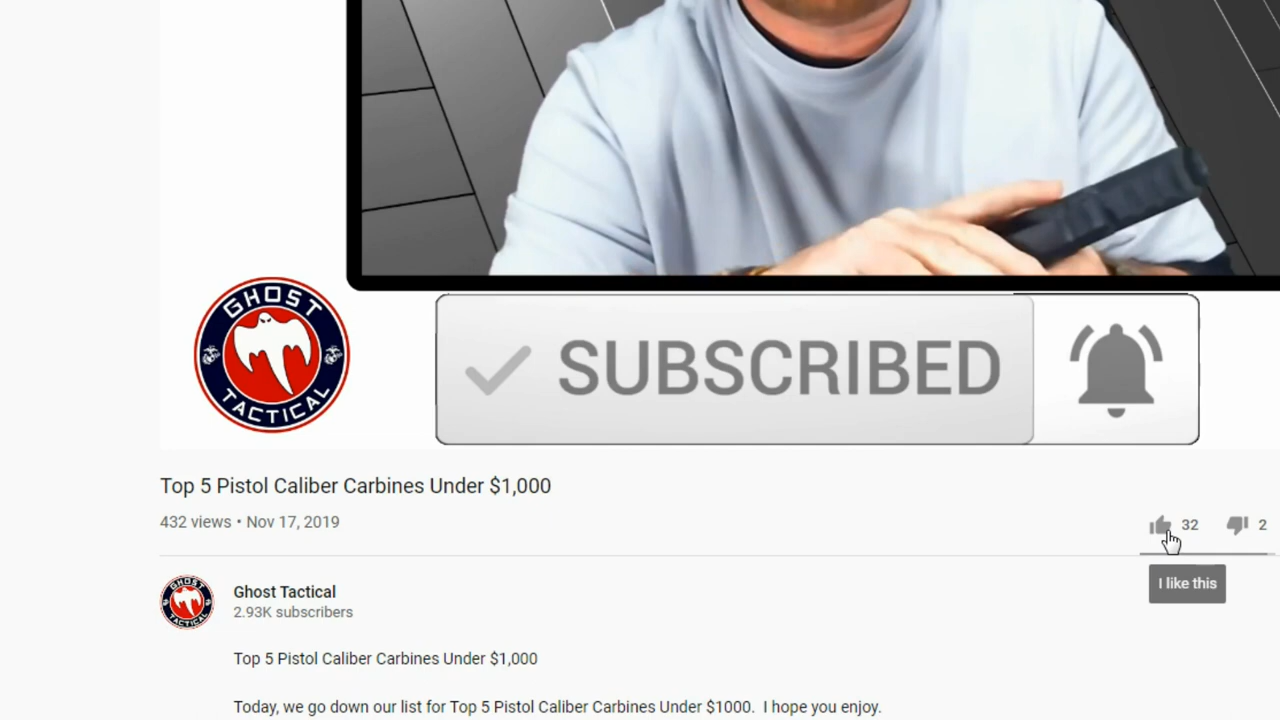 GHOST
TACTICAL
SUBSCRIBED
Top 5 Pistol Caliber Carbines Under $1,000
432 views • Nov 17, 2019
32
2
I like this
GHOST
TACTICAL
Ghost Tactical
2.93K subscribers
Top 5 Pistol Caliber Carbines Under $1,000
Today, we go down our list for Top 5 Pistol Caliber Carbines Under $1000.  I hope you enjoy.